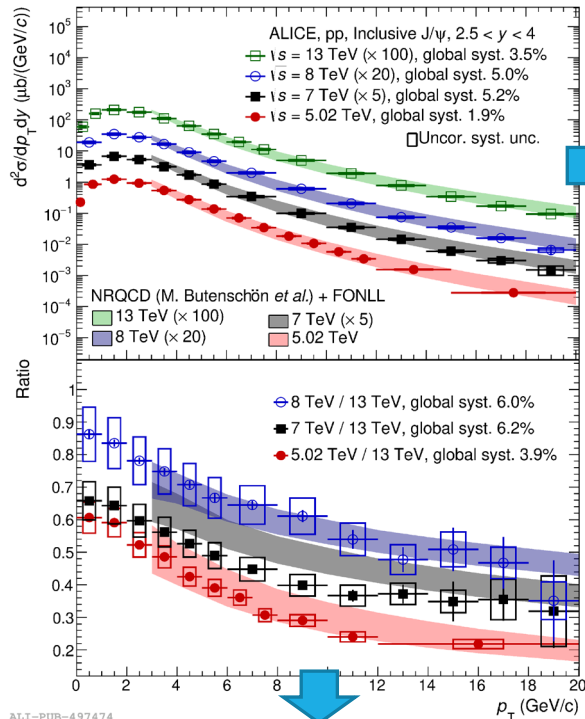 ALICE, pp, Inclusive J/ψ, 2.5 < y < 4
√s = 13 TeV (× 100), global syst. 3.5%
√s = 8 TeV (× 20), global syst. 5.0%
√s = 7 TeV (× 5), global syst. 5.2%
√s = 5.02 TeV, global syst. 1.9%
Uncor. syst. unc.
d²σ/dp_T dy (μb/(GeV/c))
10⁶
10⁵
10⁴
10³
10²
10
1
10⁻¹
10⁻²
10⁻³
10⁻⁴
10⁻⁵
NRQCD (M. Butenschön et al.) + FONLL
13 TeV (× 100)
7 TeV (× 5)
8 TeV (× 20)
5.02 TeV
Ratio
8 TeV / 13 TeV, global syst. 6.0%
7 TeV / 13 TeV, global syst. 6.2%
5.02 TeV / 13 TeV, global syst. 3.9%
1
0.9
0.8
0.7
0.6
0.5
0.4
0.3
0.2
0 2 4 6 8 12 14 16 18 20
p_T (GeV/c)
ALI-PUB-497474